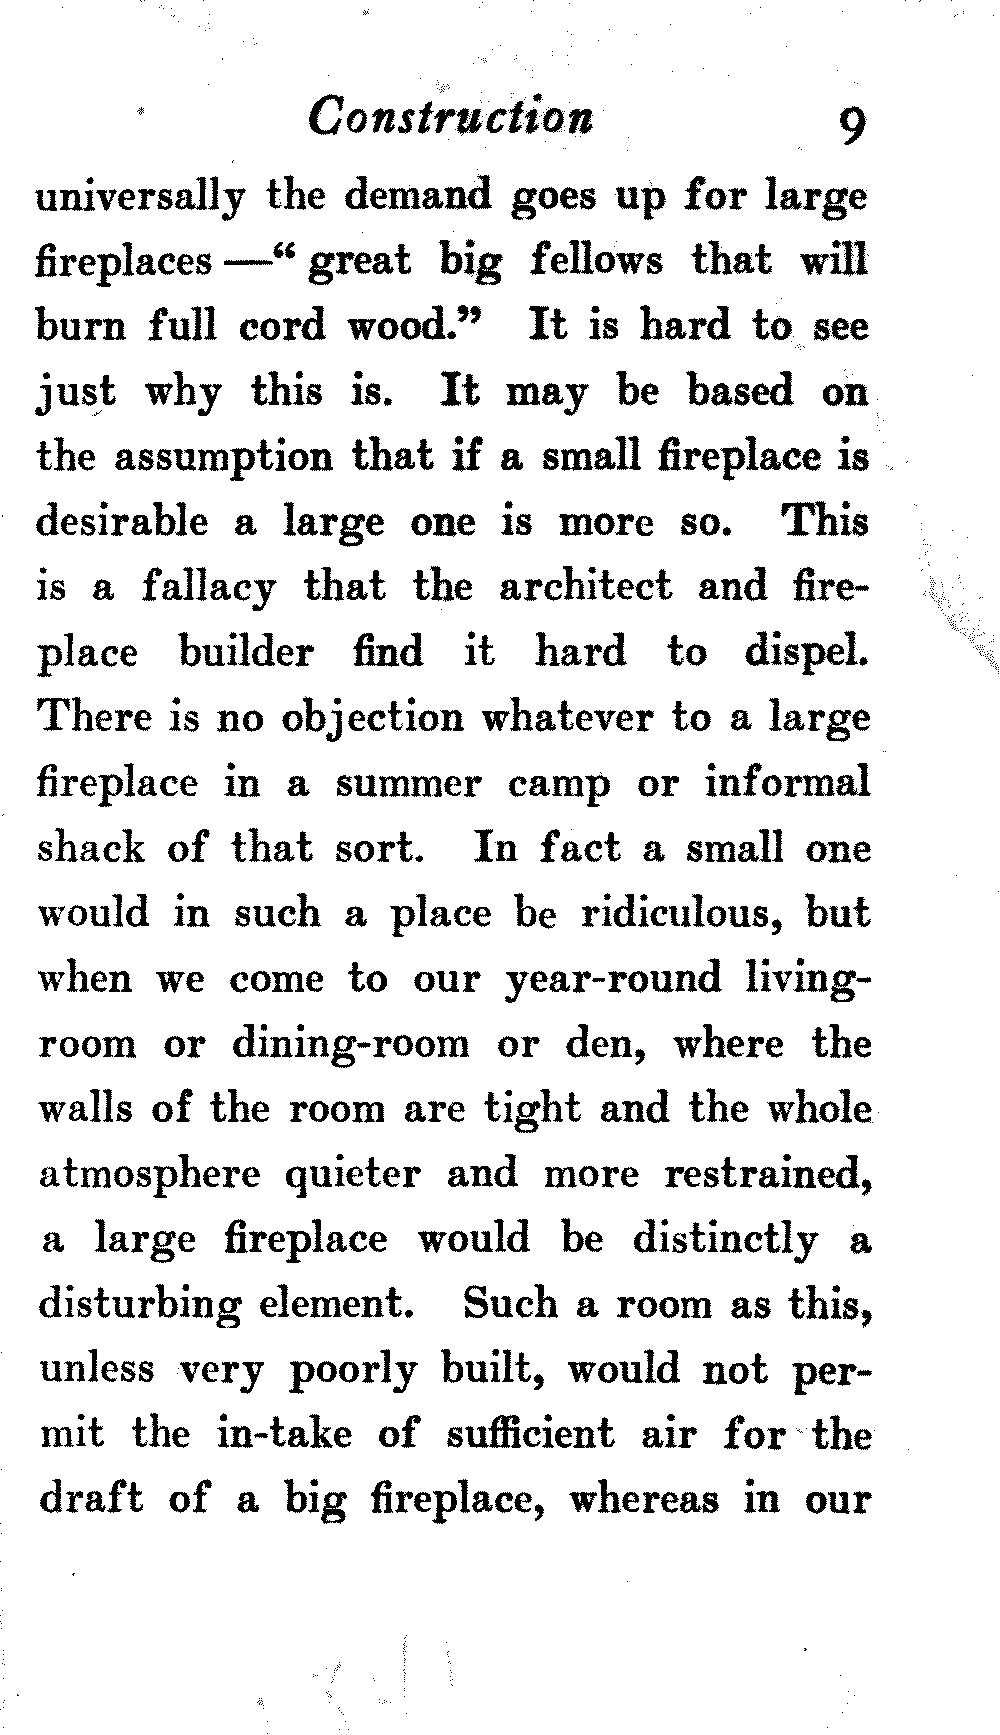 Construction 9
universally the demand goes up for large
fireplaces —“ great big fellows that will
burn full cord wood.” It is hard to see
just why this is. It may be based on
the assumption that if a small fireplace is
desirable a large one is more so. This
is a fallacy that the architect and fire-
place builder find it hard to dispel.
There is no objection whatever to a large
fireplace in a summer camp or informal
shack of that sort. In fact a small one
would in such a place be ridiculous, but
when we come to our year-round living-
room or dining-room or den, where the
walls of the room are tight and the whole
atmosphere quieter and more restrained,
a large fireplace would be distinctly a
disturbing element. Such a room as this,
unless very poorly built, would not per-
mit the in-take of sufficient air for the
draft of a big fireplace, whereas in our